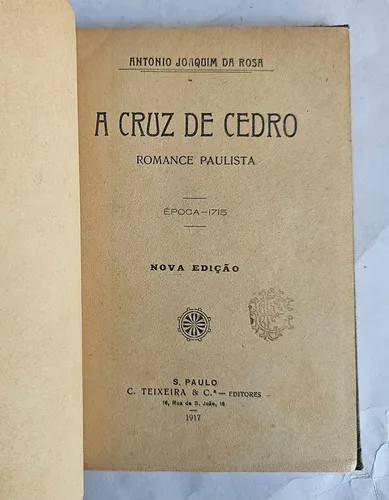 ANTONIO JOAQUIM DA ROSA
A CRUZ DE CEDRO
ROMANCE PAULISTA
ÉPOCA—1715
NOVA EDIÇÃO
S. PAULO
C. TEIXEIRA & C.ª — EDITORES
16, Rua de S. João, 16
1917